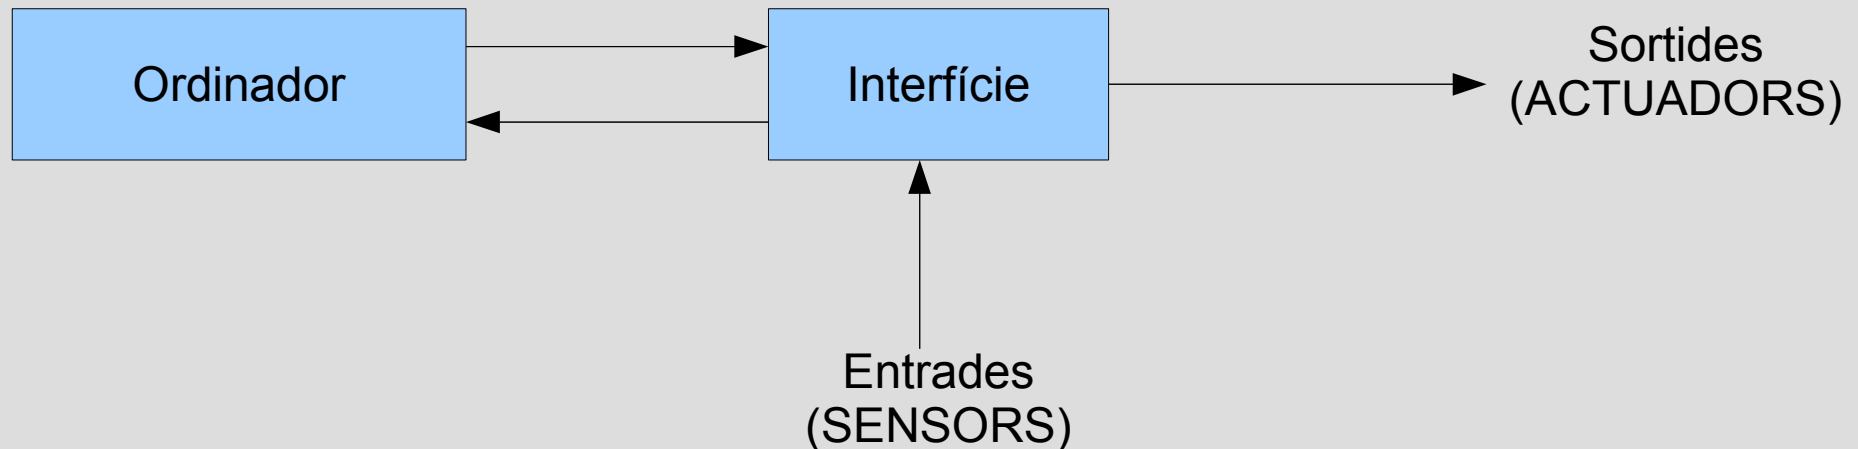 Ordinador
Interfície
Sortides
(ACTUADORS)
Entrades
(SENSORS)